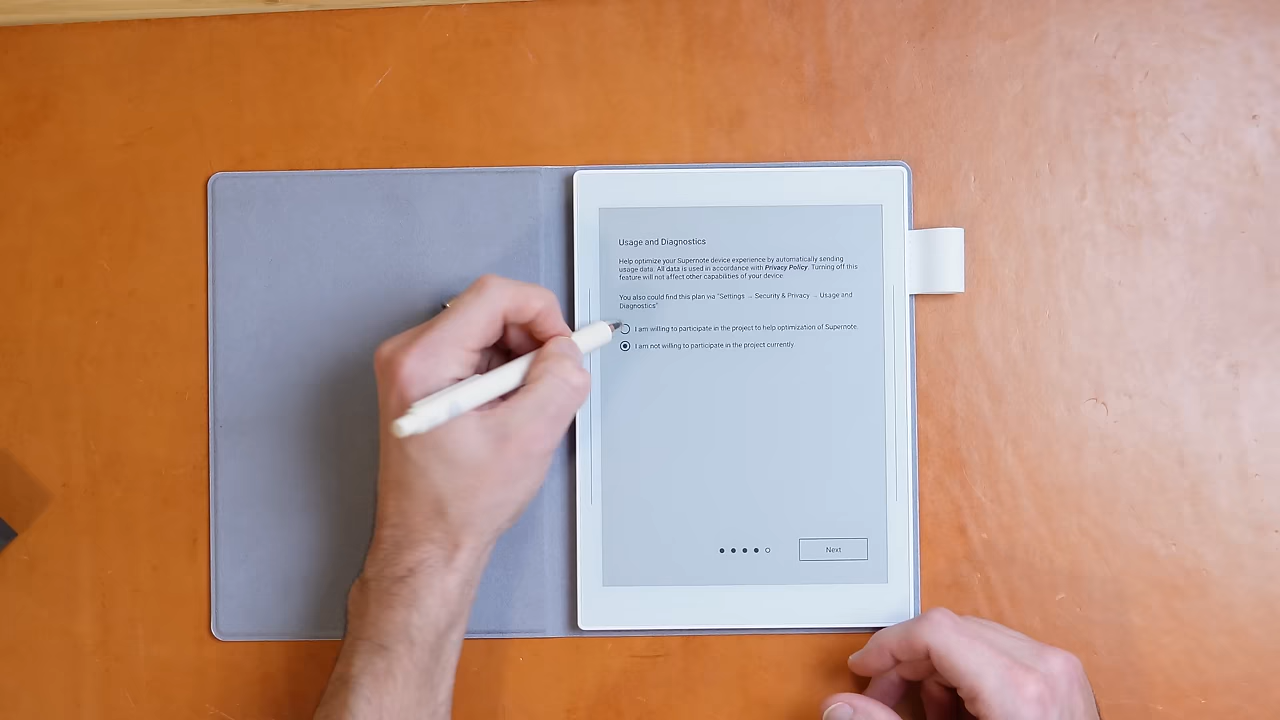 Usage and Diagnostics
Help optimize your Supernote device experience by automatically sending
usage data. All data is used in accordance with Privacy Policy. Turning off this
feature will not affect other capabilities of your device
You also could find this plan via "Settings → Security & Privacy → Usage and
Diagnostics"
I am willing to participate in the project to help optimization of Supernote.
I am not willing to participate in the project currently.
Next